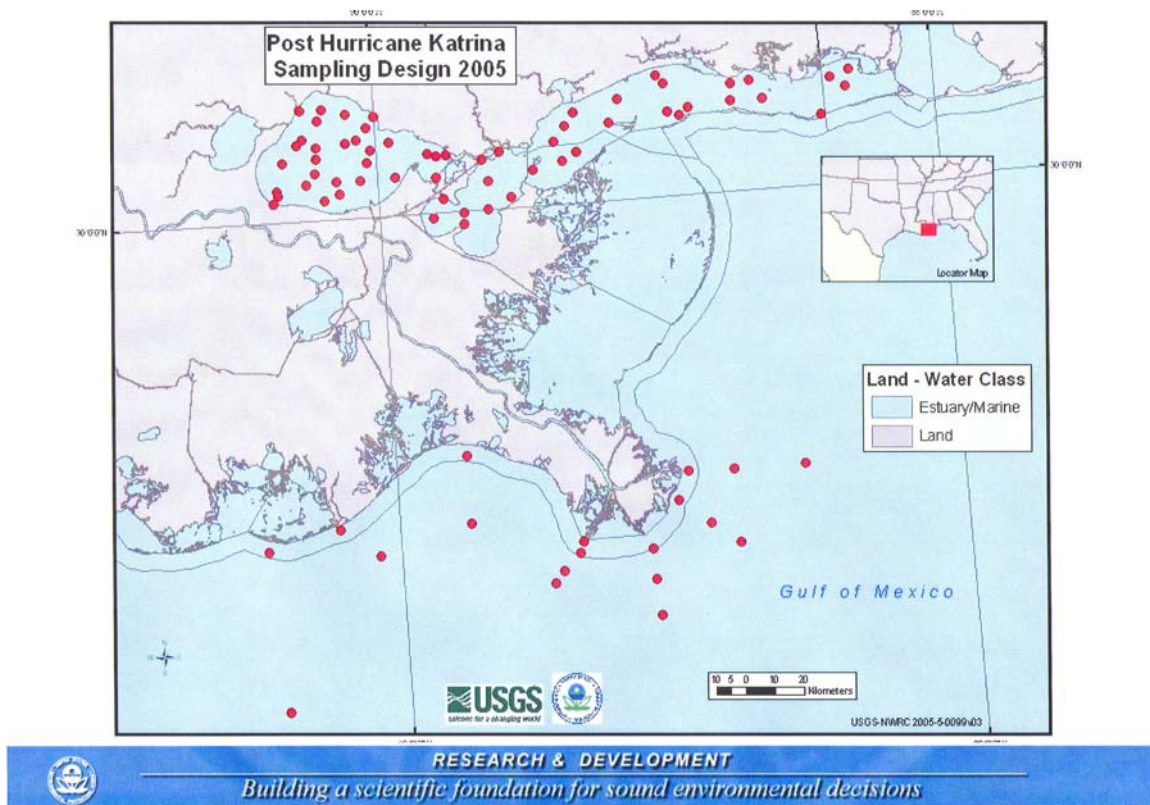 Post Hurricane Katrina
Sampling Design 2005
30°0'0"N
30°0'0"N
Locator Map
Land - Water Class
Estuary/Marine
Land
Gulf of Mexico
USGS
science for a changing world
10 5 0 10 20
Kilometers
USGS-NWRC 2005-5-0099v03
RESEARCH & DEVELOPMENT
Building a scientific foundation for sound environmental decisions